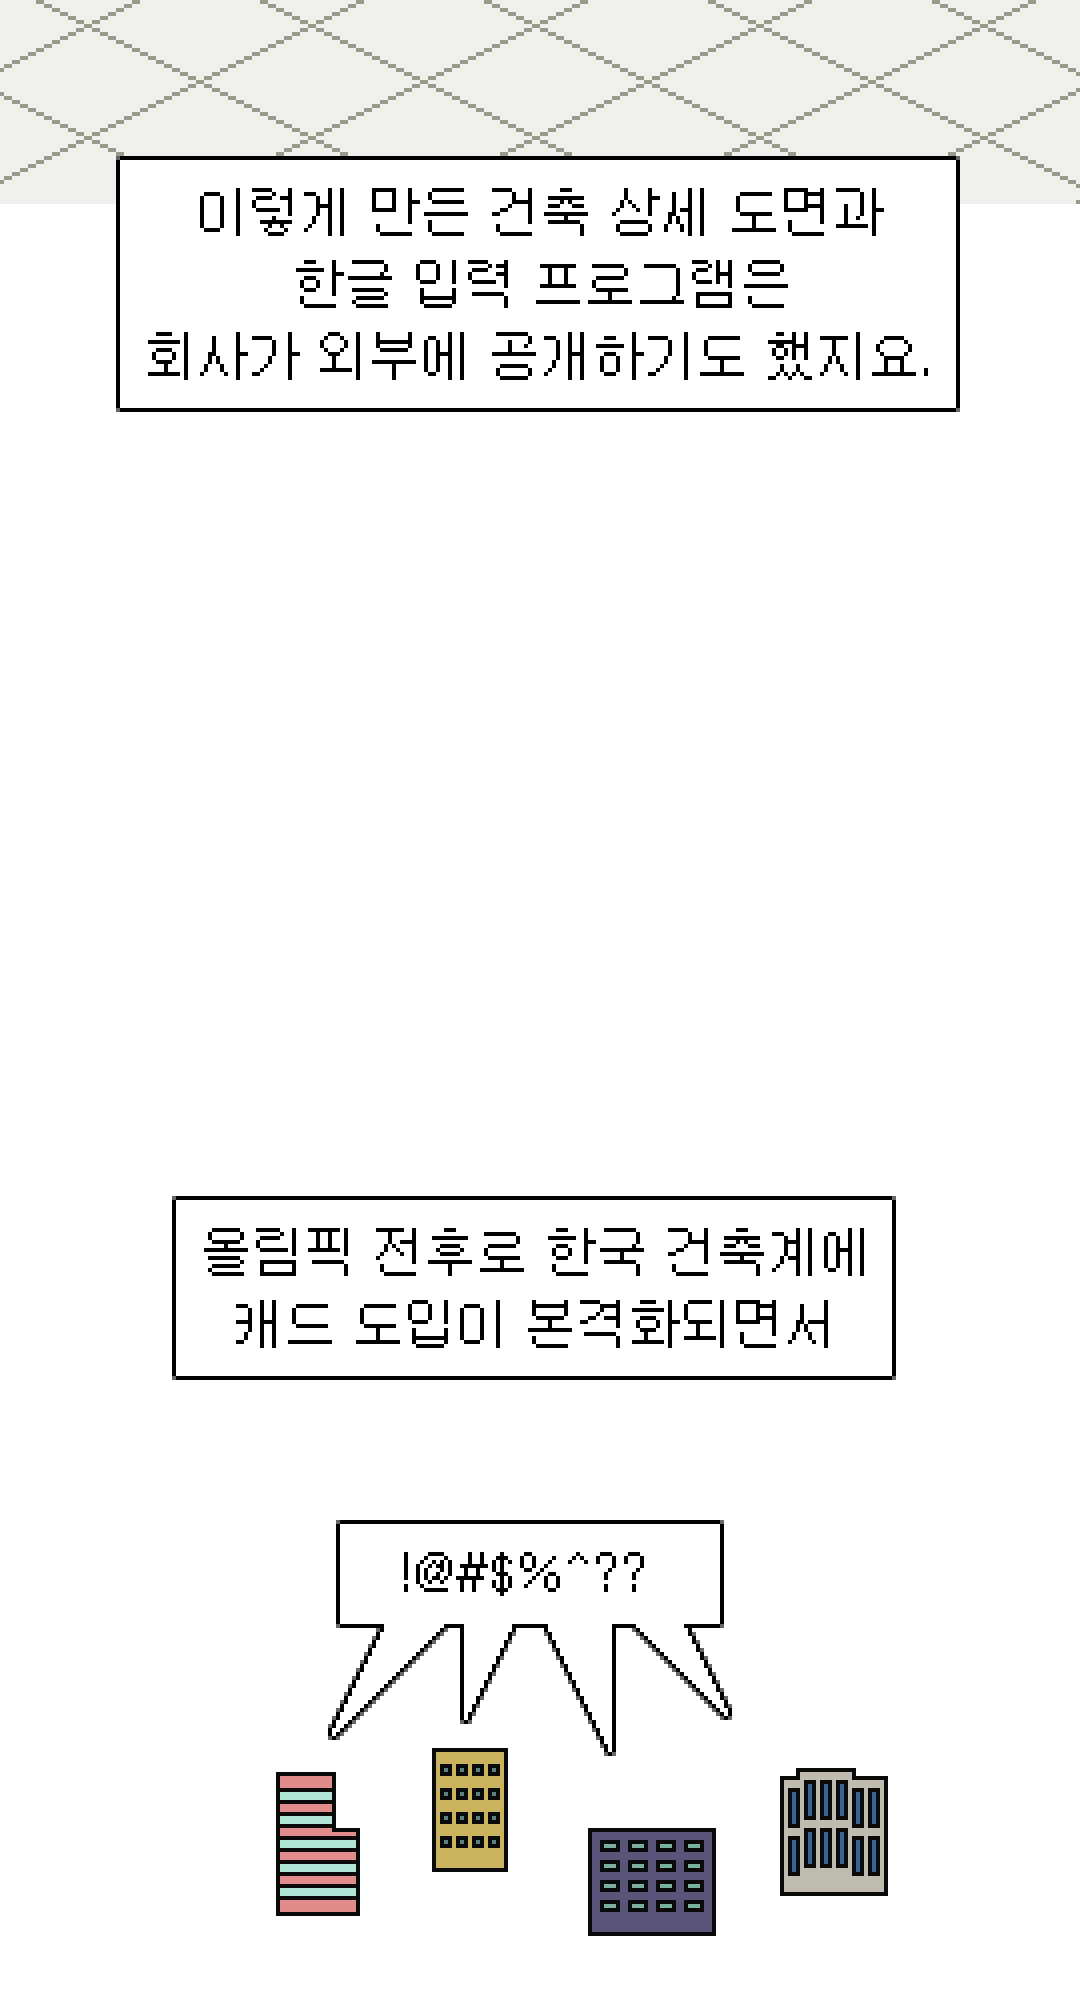 이렇게 만든 건축 상세 도면과
한글 입력 프로그램은
회사가 외부에 공개하기도 했지요.
올림픽 전후로 한국 건축계에
캐드 도입이 본격화되면서
!@#$%^??